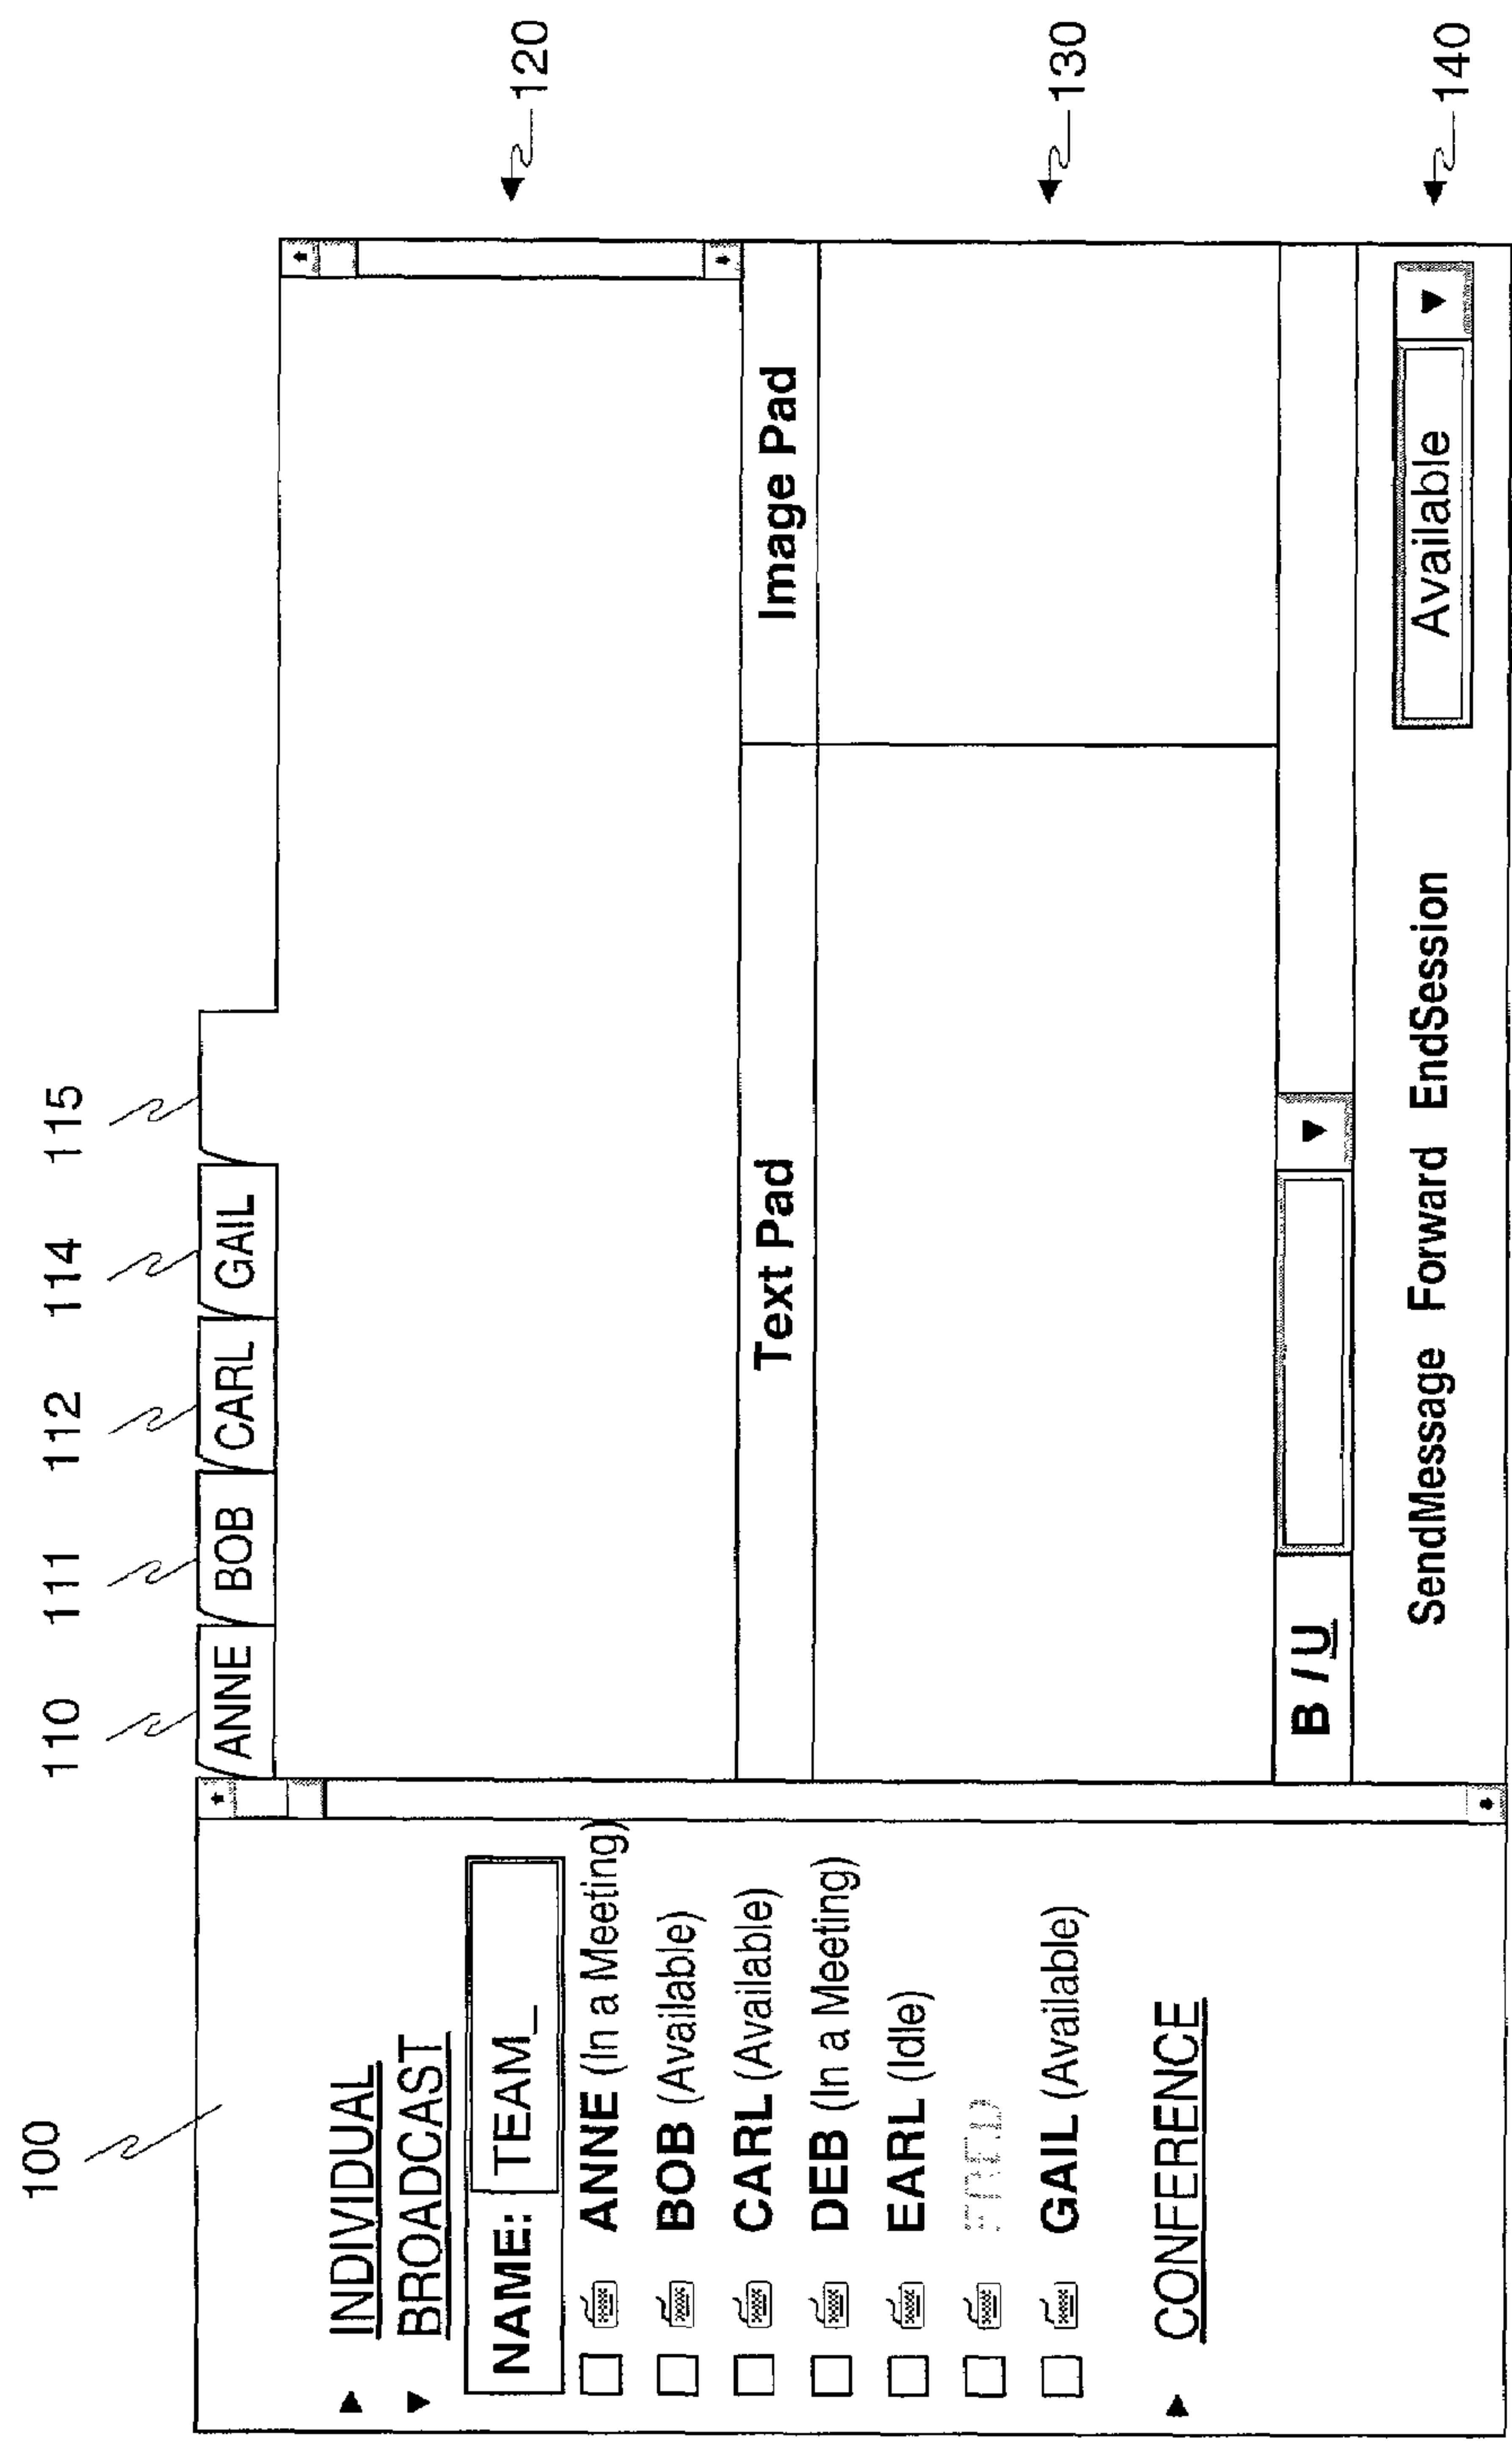 100
110 111 112 114 115
ANNE BOB CARL GAIL
INDIVIDUAL
BROADCAST
NAME: TEAM_
ANNE (In a Meeting)
BOB (Available)
CARL (Available)
DEB (In a Meeting)
EARL (Idle)
GAIL (Available)
CONFERENCE
120
Text Pad Image Pad
130
B I U
SendMessage Forward EndSession Available
140